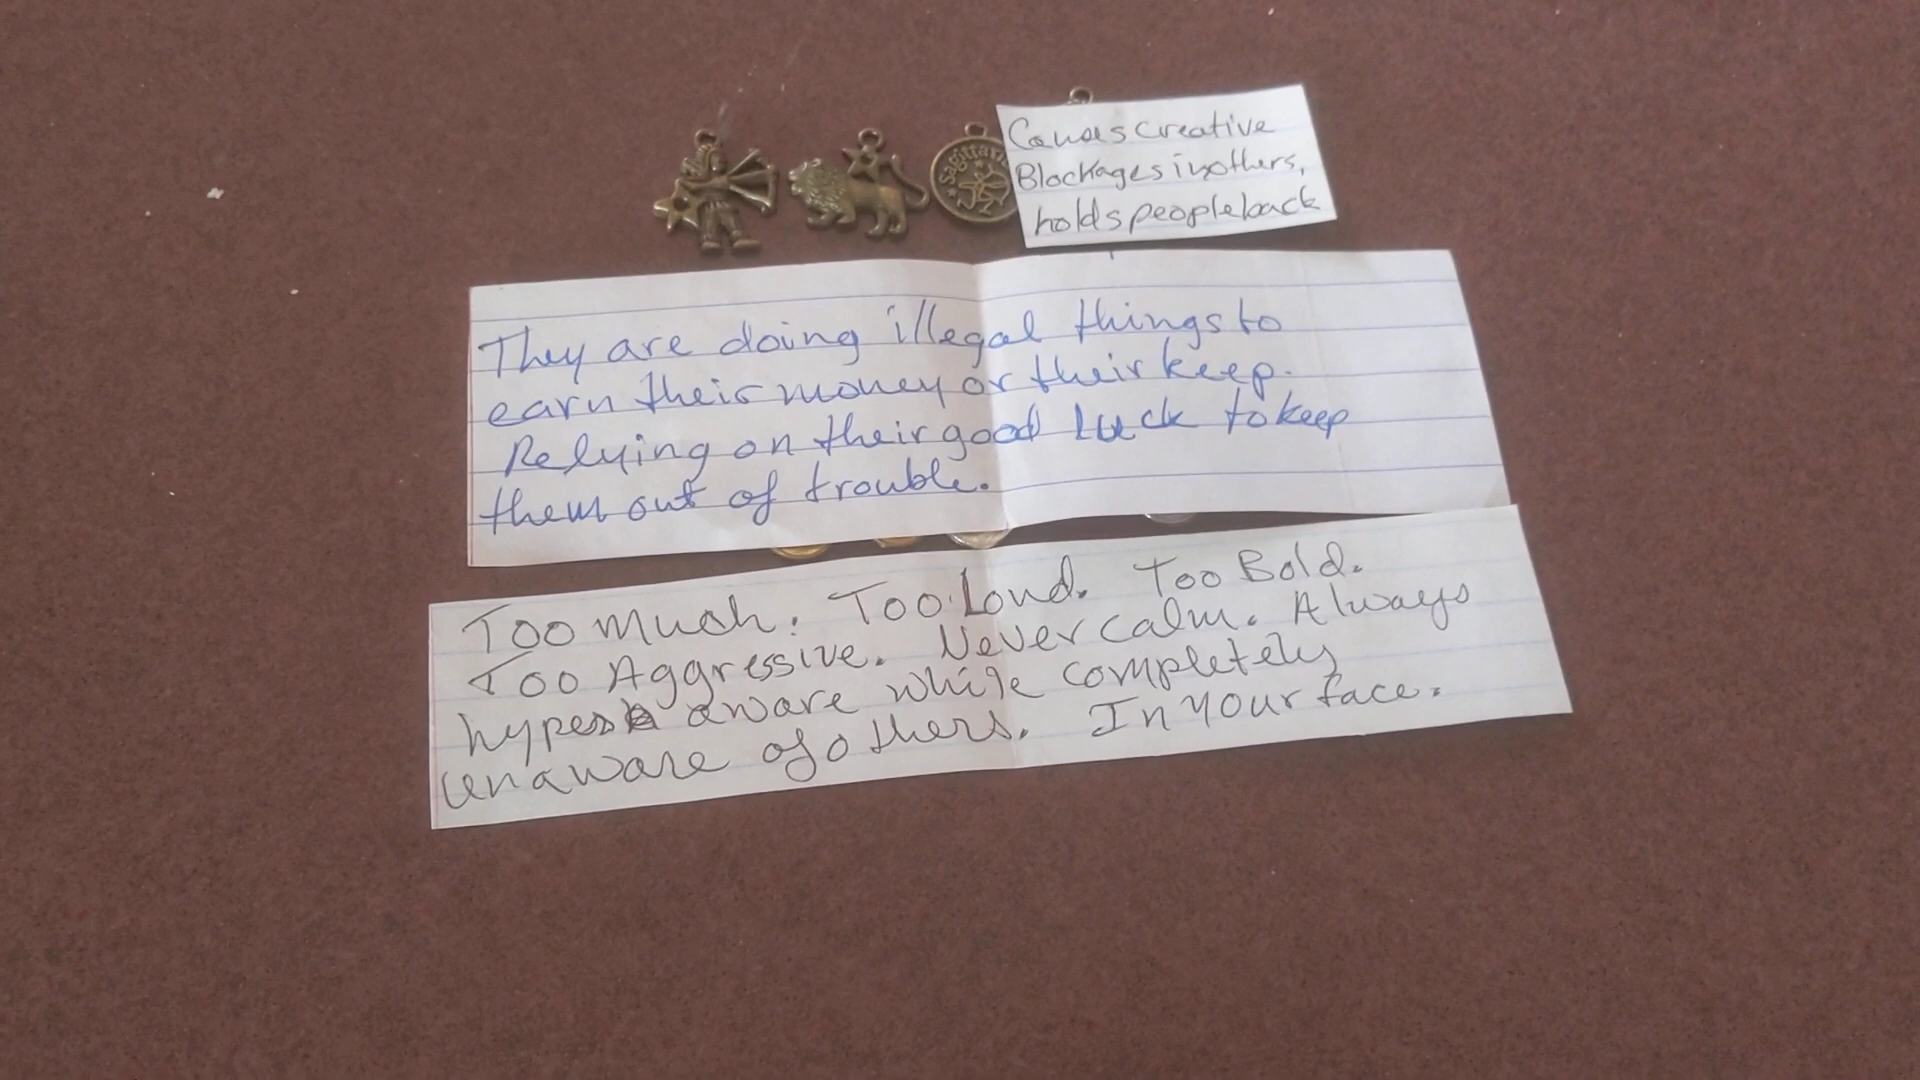 Sagittari
Causes creative
Blockages in others,
holds people back
They are doing illegal things to
earn their money or their keep.
Relying on their good luck to keep
them out of trouble.
Too Much. Too Loud. Too Bold.
Too Aggressive. Never calm. Always
hyper aware while completely
unaware of others. In your face.